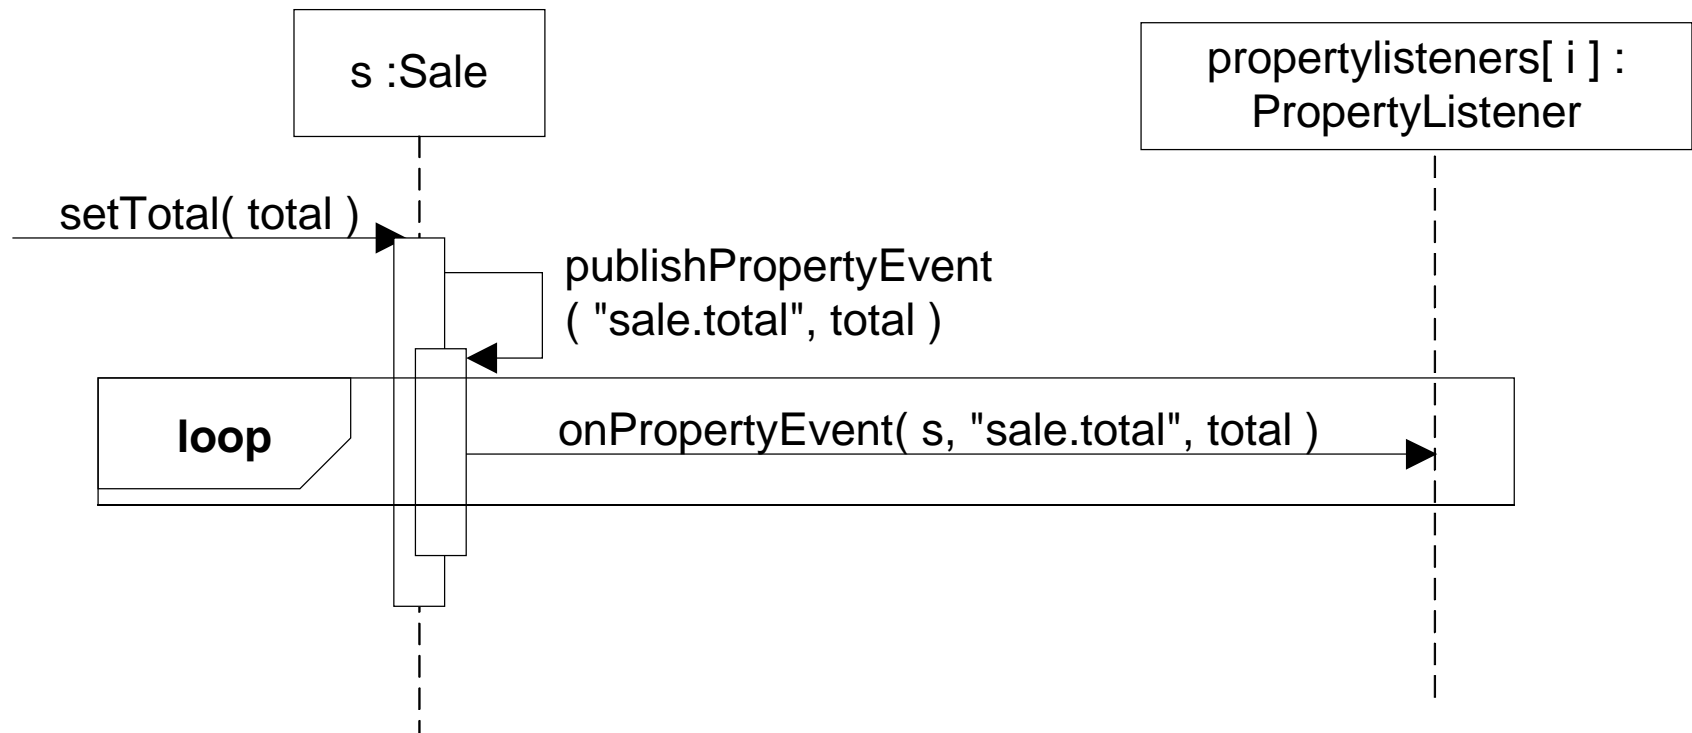 s :Sale
propertylisteners[ i ] :
PropertyListener
setTotal( total )
publishPropertyEvent
( "sale.total", total )
loop
onPropertyEvent( s, "sale.total", total )